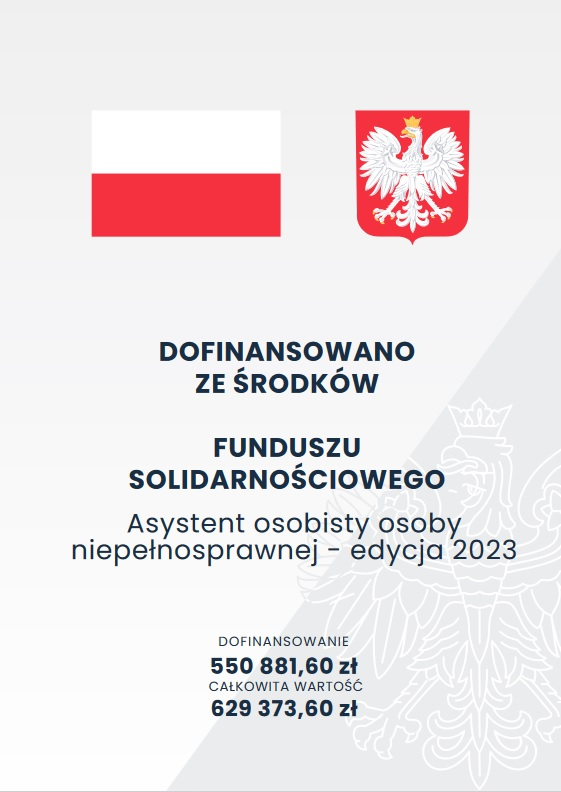 DOFINANSOWANO
ZE ŚRODKÓW
FUNDUSZU
SOLIDARNOŚCIOWEGO
Asystent osobisty osoby
niepełnosprawnej - edycja 2023
DOFINANSOWANIE
550 881,60 zł
CAŁKOWITA WARTOŚĆ
629 373,60 zł